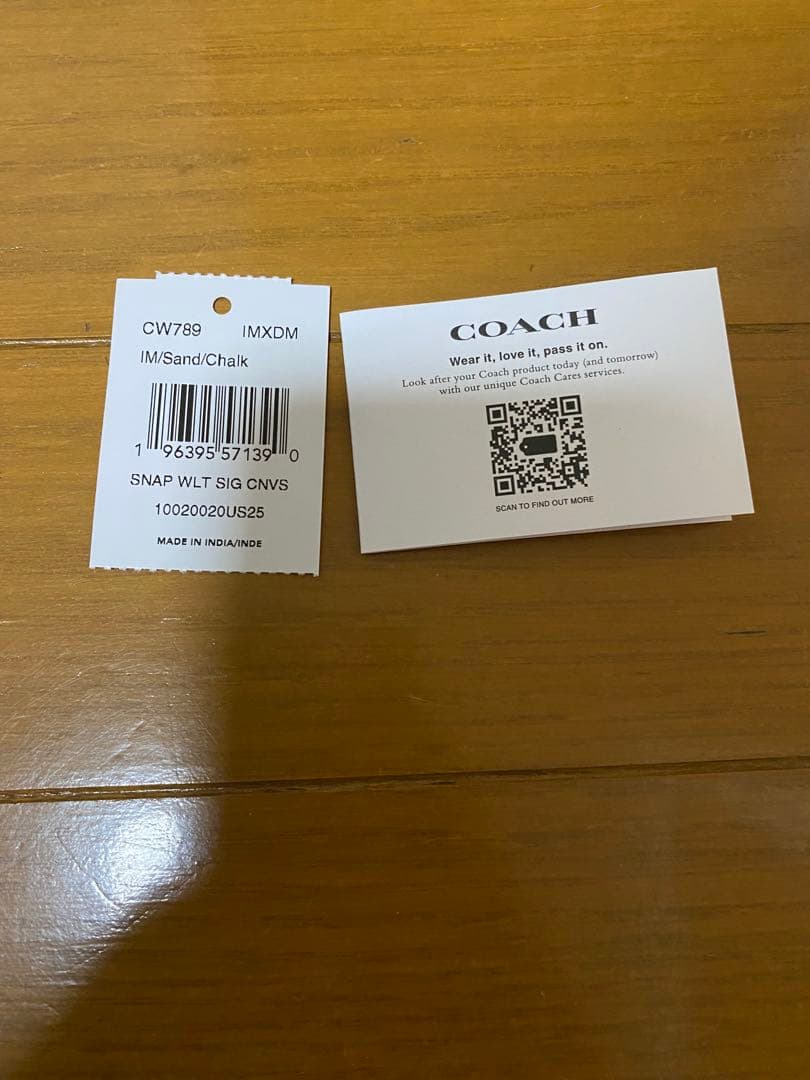 CW789 IMXDM
IM/Sand/Chalk
1 96395 57139 0
SNAP WLT SIG CNVS
10020020US25
MADE IN INDIA/INDE
COACH
Wear it, love it, pass it on.
Look after your Coach product today (and tomorrow)
with our unique Coach Cares services.
SCAN TO FIND OUT MORE